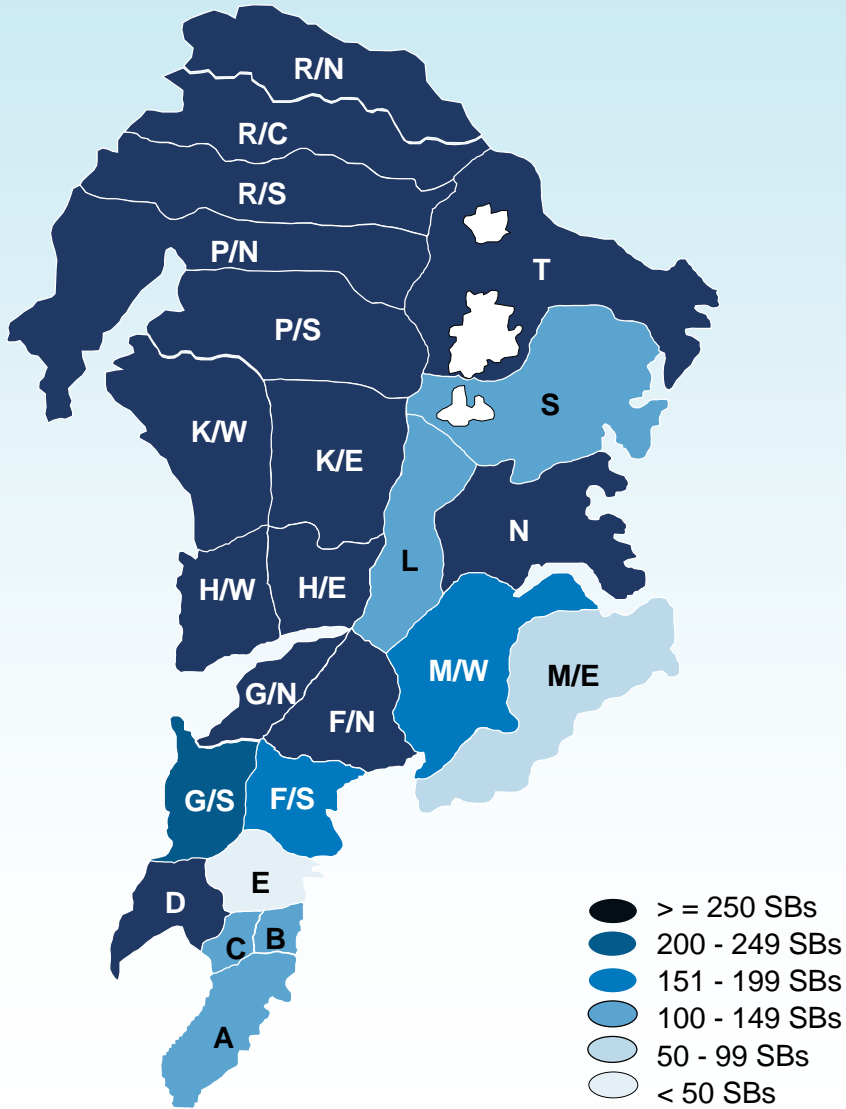 R/N
R/C
R/S
P/N
T
P/S
S
K/W
K/E
N
L
H/W
H/E
M/W
M/E
G/N
F/N
G/S
F/S
E
D
B
C
A
> = 250 SBs
200 - 249 SBs
151 - 199 SBs
100 - 149 SBs
50 - 99 SBs
< 50 SBs